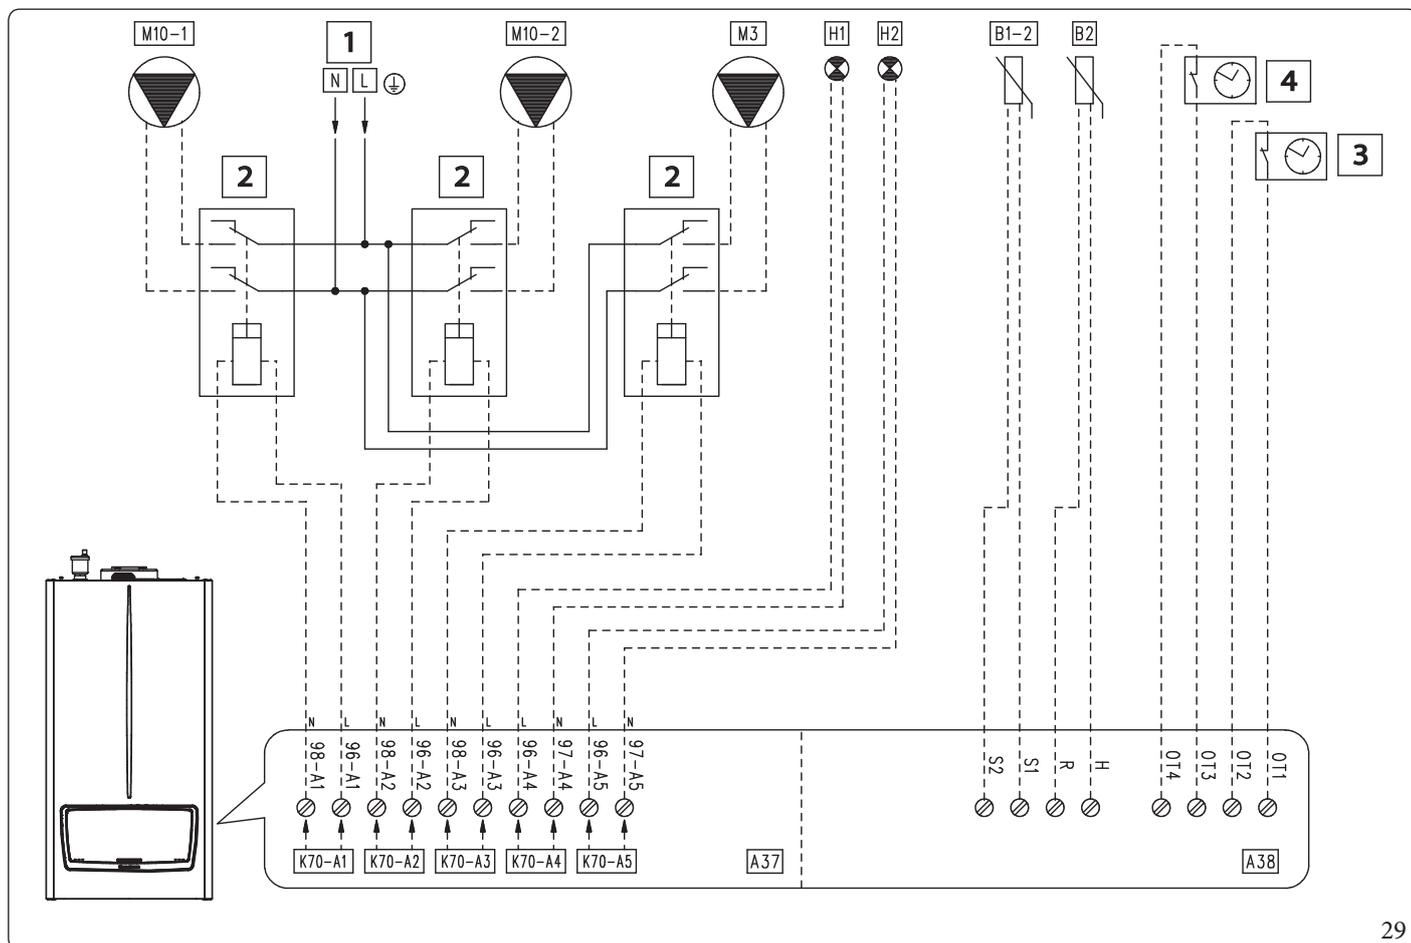 M10-1
1
M10-2
M3
H1
H2
B1-2
B2
N L
4
3
2
2
2
N L N L N L L N L N
98-A1
96-A1
98-A2
96-A2
98-A3
96-A3
96-A4
97-A4
96-A5
97-A5
S2
S1
R
H
OT4
OT3
OT2
OT1
K70-A1
K70-A2
K70-A3
K70-A4
K70-A5
A37
A38
29